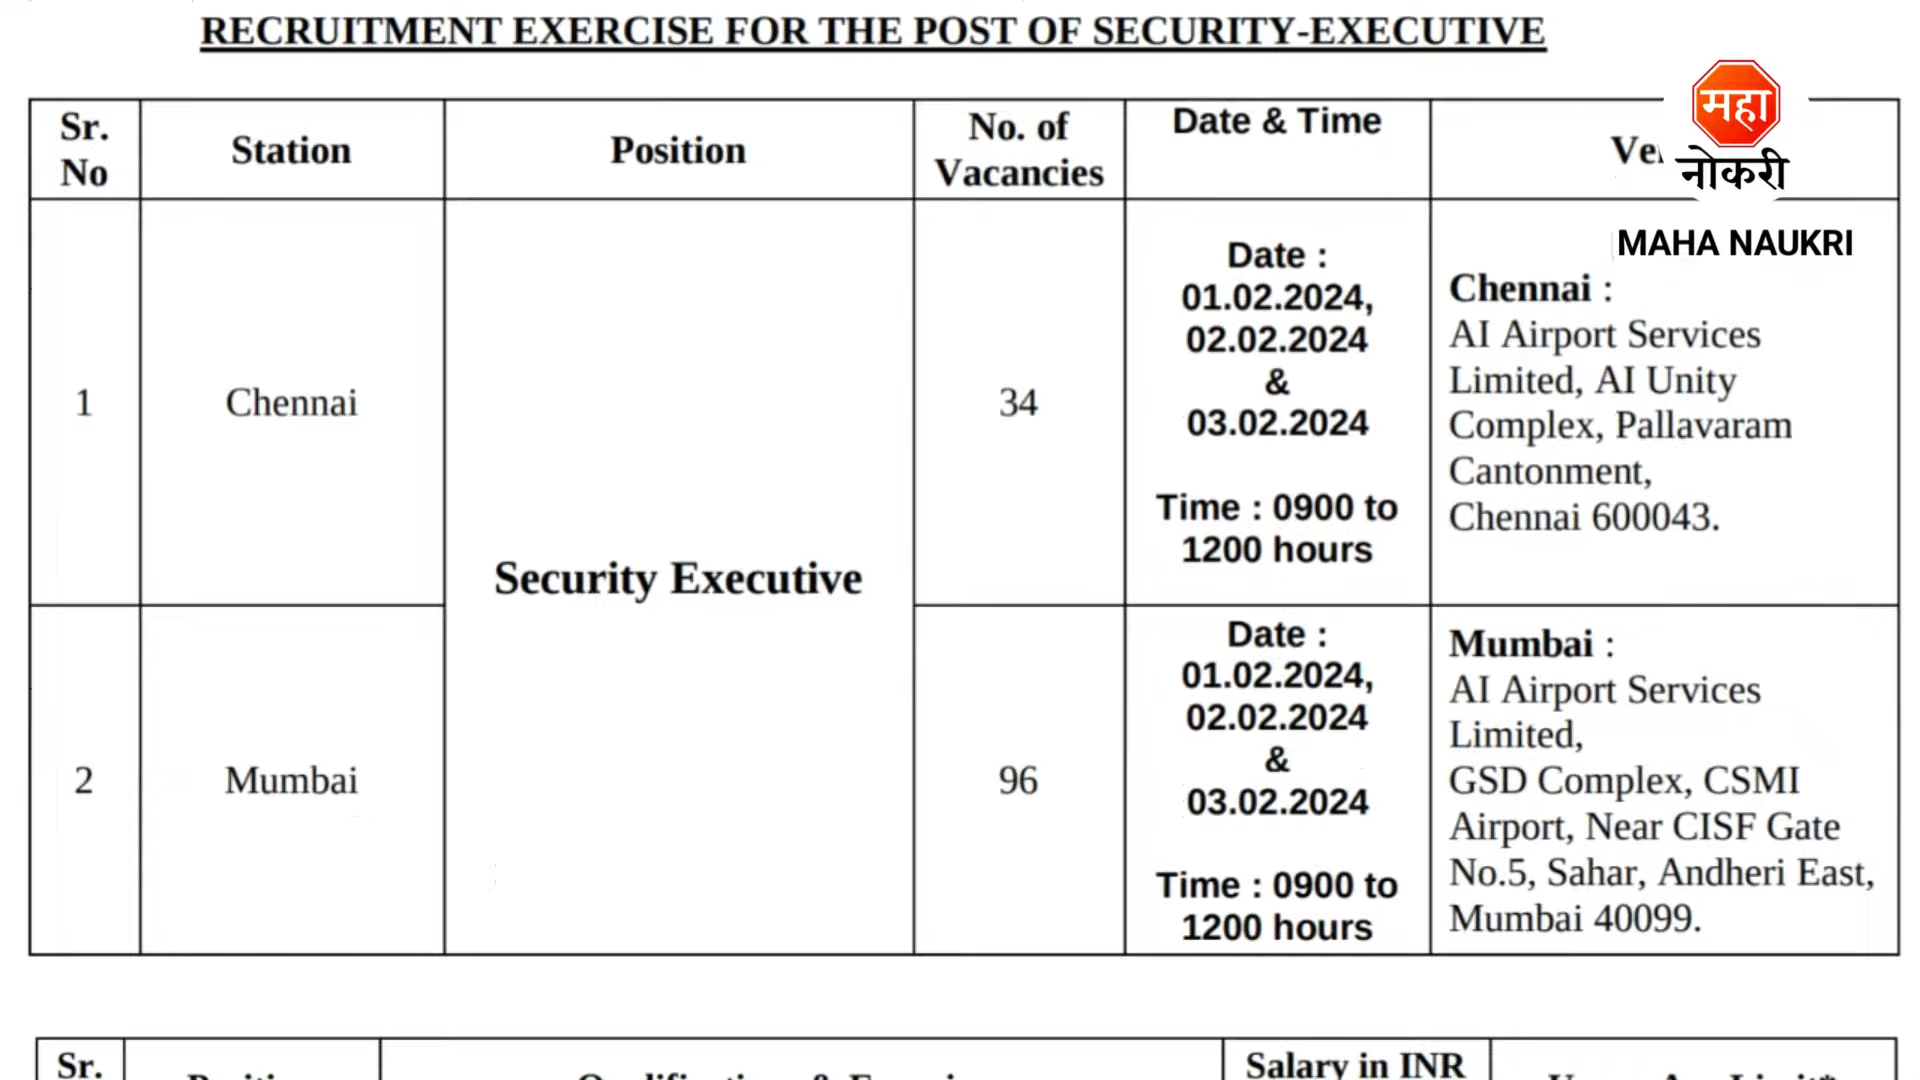 RECRUITMENT EXERCISE FOR THE POST OF SECURITY-EXECUTIVE
Sr.
No
Station
Position
No. of
Vacancies
Date & Time
महा
नोकरी
MAHA NAUKRI
1
Chennai
Security Executive
34
Date :
01.02.2024,
02.02.2024
&
03.02.2024
Time : 0900 to
1200 hours
Chennai :
AI Airport Services
Limited, AI Unity
Complex, Pallavaram
Cantonment,
Chennai 600043.
2
Mumbai
96
Date :
01.02.2024,
02.02.2024
&
03.02.2024
Time : 0900 to
1200 hours
Mumbai :
AI Airport Services
Limited,
GSD Complex, CSMI
Airport, Near CISF Gate
No.5, Sahar, Andheri East,
Mumbai 40099.
Sr.
Salary in INR